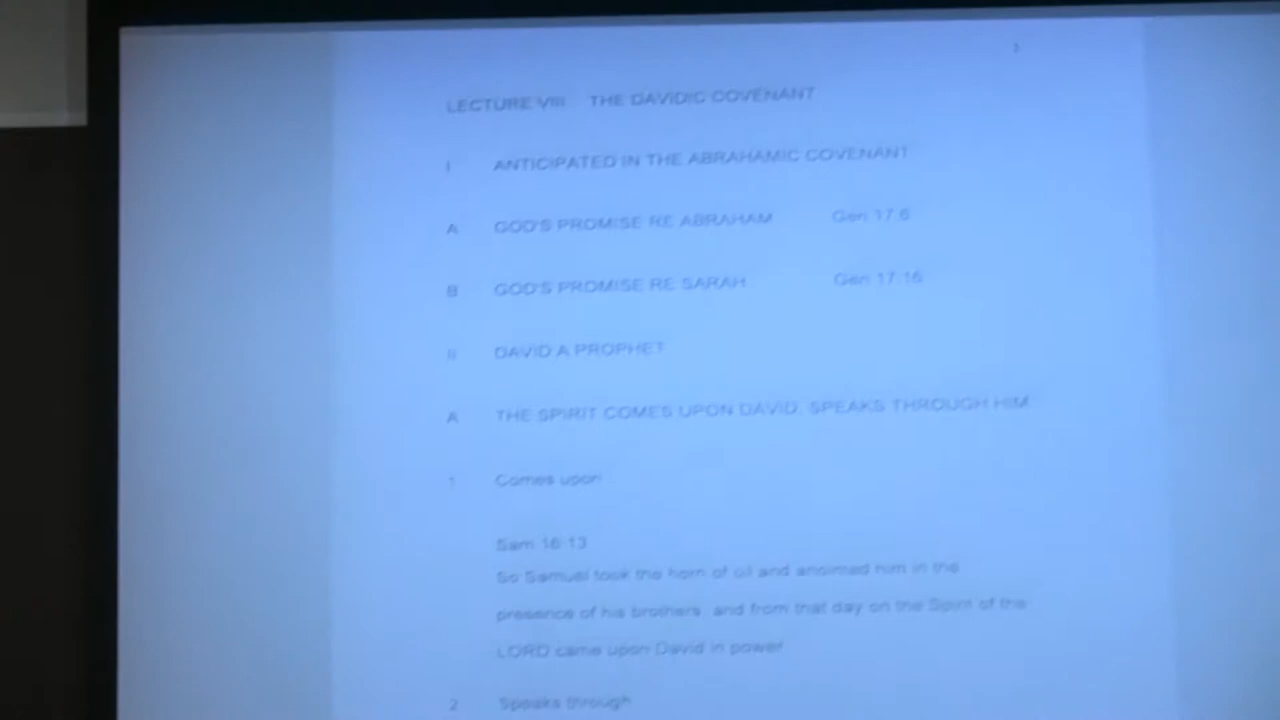 LECTURE VIII THE DAVIDIC COVENANT
I ANTICIPATED IN THE ABRAHAMIC COVENANT
A GOD'S PROMISE RE ABRAHAM Gen 17:6
B GOD'S PROMISE RE SARAH Gen 17:16
II DAVID A PROPHET
A THE SPIRIT COMES UPON DAVID, SPEAKS THROUGH HIM
1 Comes upon
Sam 16:13
So Samuel took the horn of oil and anointed him in the
presence of his brothers, and from that day on the Spirit of the
LORD came upon David in power
2 Speaks through